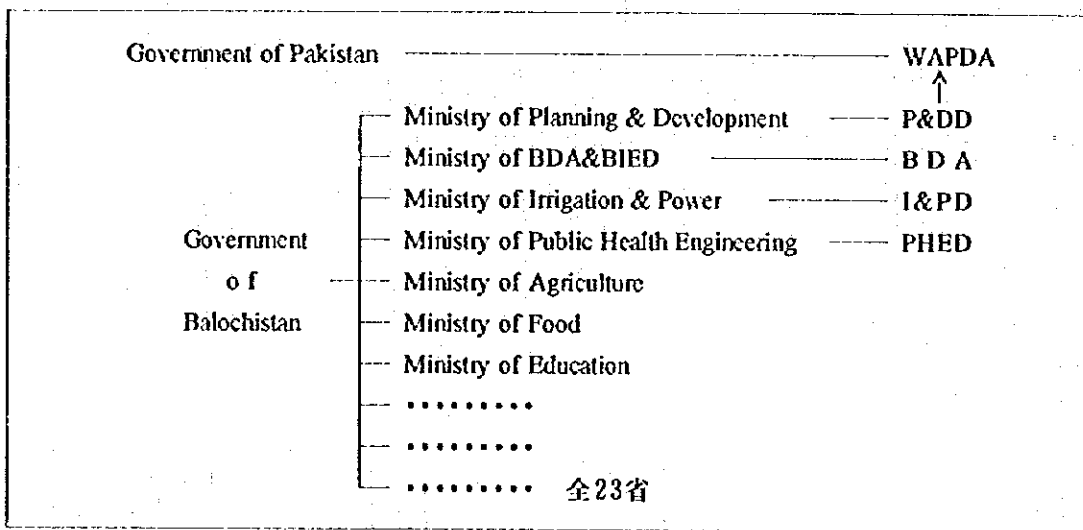 Government of Pakistan WAPDA
Ministry of Planning & Development P&DD
Ministry of BDA&BIED B D A
Ministry of Irrigation & Power I&PD
Government Ministry of Public Health Engineering PHED
o f Ministry of Agriculture
Balochistan Ministry of Food
Ministry of Education
•••••••••
•••••••••
••••••••• 全23省